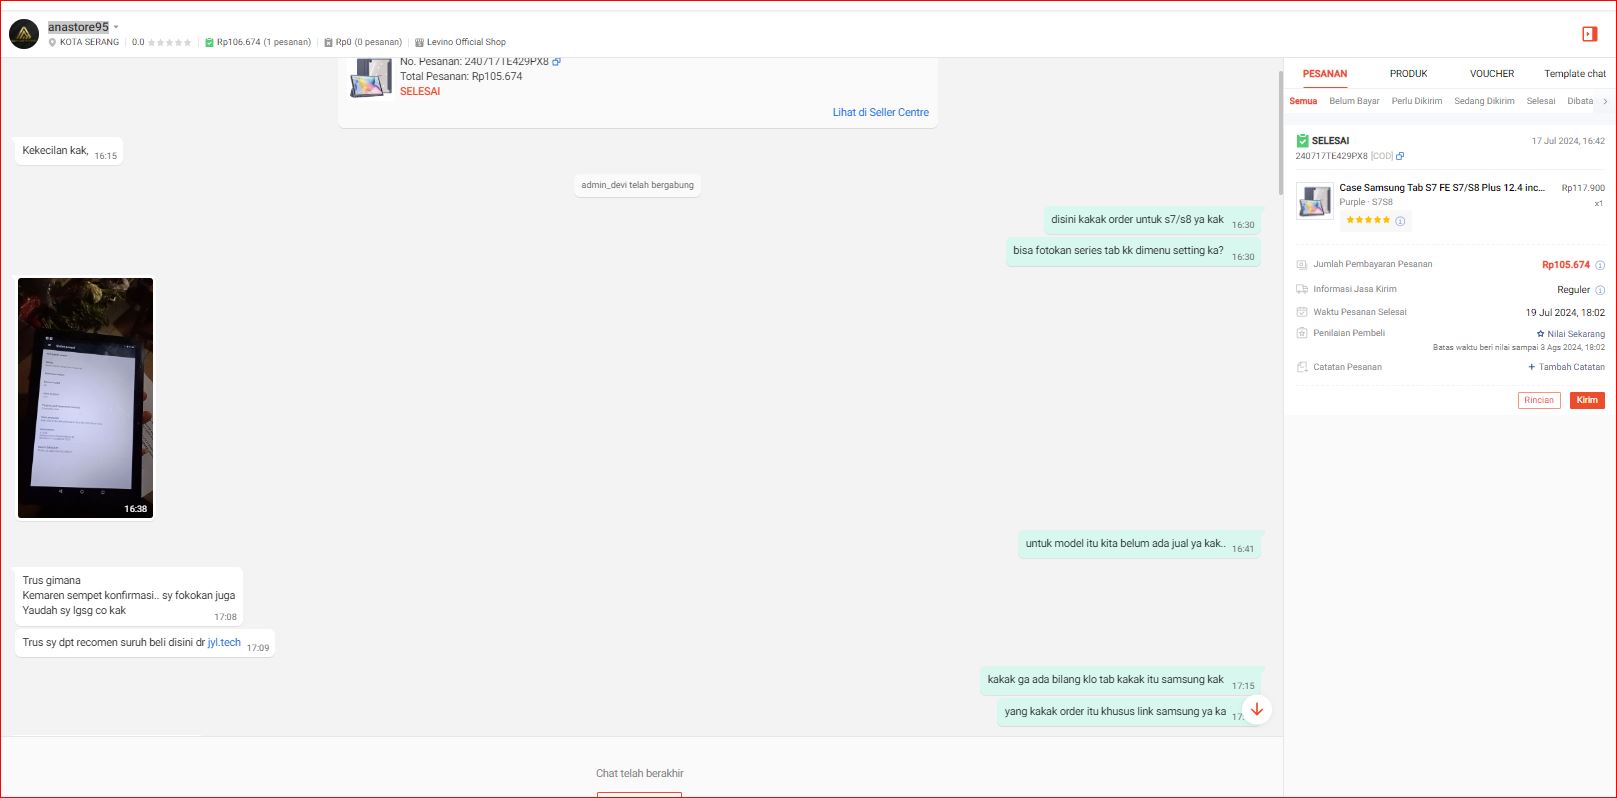 anastore95
KOTA SERANG
0.0
Rp106.674 (1 pesanan)
Rp0 (0 pesanan)
Levino Official Shop
No. Pesanan: 240717TE429PX8
Total Pesanan: Rp105.674
SELESAI
Lihat di Seller Centre
Kekecilan kak,
16:15
admin_devi telah bergabung
disini kakak order untuk s7/s8 ya kak
16:30
bisa fotokan series tab kk dimenu setting ka?
16:30
16:38
untuk model itu kita belum ada jual ya kak..
16:41
Trus gimana
Kemaren sempet konfirmasi.. sy fokokan juga
Yaudah sy lgsg co kak
17:08
Trus sy dpt recomen suruh beli disini dr jyl.tech
17:09
kakak ga ada bilang klo tab kakak itu samsung kak
17:15
yang kakak order itu khusus link samsung ya ka
Chat telah berakhir
PESANAN
PRODUK
VOUCHER
Template chat
Semua
Belum Bayar
Perlu Dikirim
Sedang Dikirim
Selesai
Dibata
SELESAI
17 Jul 2024, 16:42
240717TE429PX8 [COD]
Case Samsung Tab S7 FE S7/S8 Plus 12.4 inc...
Rp117.900
Purple - S7S8
x1
Jumlah Pembayaran Pesanan
Rp105.674
Informasi Jasa Kirim
Reguler
Waktu Pesanan Selesai
19 Jul 2024, 18:02
Penilaian Pembeli
Nilai Sekarang
Batas waktu beri nilai sampai 3 Ags 2024, 18:02
Catatan Pesanan
+ Tambah Catatan
Rincian
Kirim